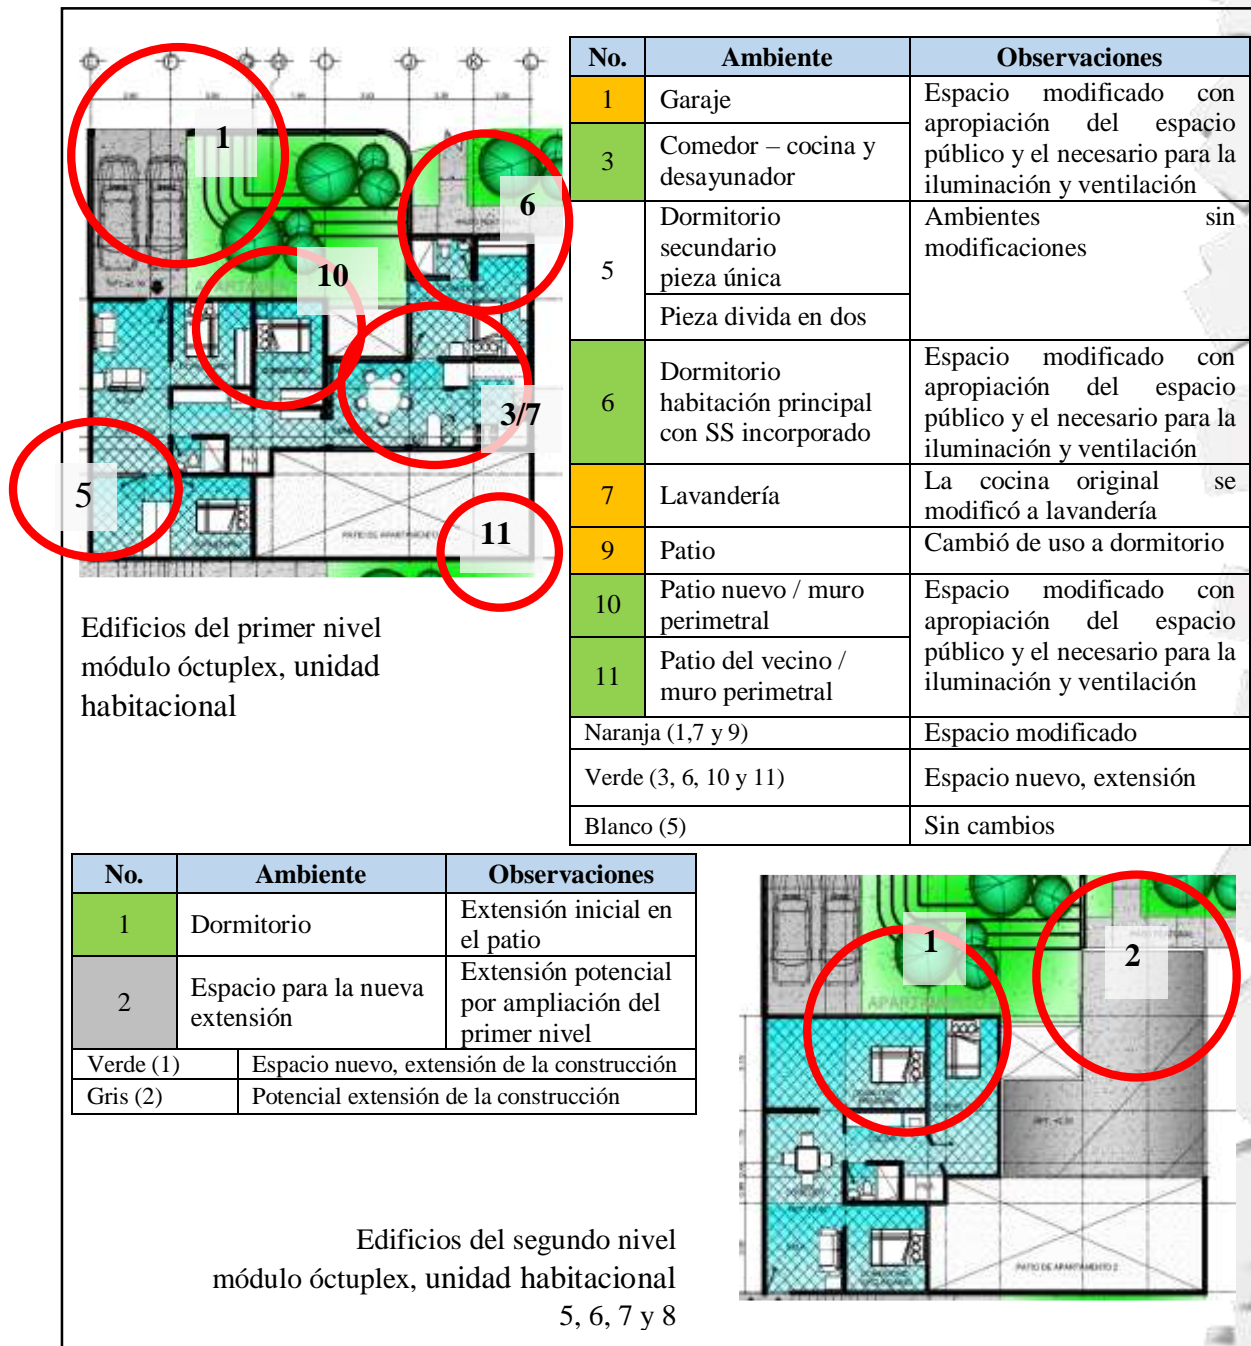 No.
Ambiente
Observaciones
1
Garaje
Espacio modificado con
apropiación del espacio
público y el necesario para la
iluminación y ventilación
3
Comedor – cocina y
desayunador
5
Dormitorio
secundario
pieza única
Ambientes sin
modificaciones
Pieza divida en dos
6
Dormitorio
habitación principal
con SS incorporado
Espacio modificado con
apropiación del espacio
público y el necesario para la
iluminación y ventilación
7
Lavandería
La cocina original se
modificó a lavandería
9
Patio
Cambió de uso a dormitorio
10
Patio nuevo / muro
perimetral
Espacio modificado con
apropiación del espacio
público y el necesario para la
iluminación y ventilación
11
Patio del vecino /
muro perimetral
Naranja (1,7 y 9)
Espacio modificado
Verde (3, 6, 10 y 11)
Espacio nuevo, extensión
Blanco (5)
Sin cambios
1
6
10
3/7
5
11
Edificios del primer nivel
módulo óctuplex, unidad
habitacional
No.
Ambiente
Observaciones
1
Dormitorio
Extensión inicial en
el patio
2
Espacio para la nueva
extensión
Extensión potencial
por ampliación del
primer nivel
Verde (1)
Espacio nuevo, extensión de la construcción
Gris (2)
Potencial extensión de la construcción
1
2
PATIO DE APARTAMENTO 2
Edificios del segundo nivel
módulo óctuplex, unidad habitacional
5, 6, 7 y 8